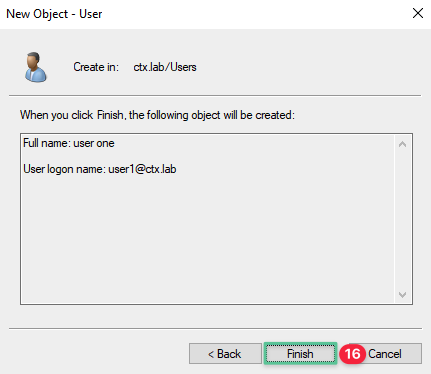 New Object - User
Create in: ctx.lab/Users
When you click Finish, the following object will be created:
Full name: user one
User logon name: user1@ctx.lab
< Back Finish 16 Cancel